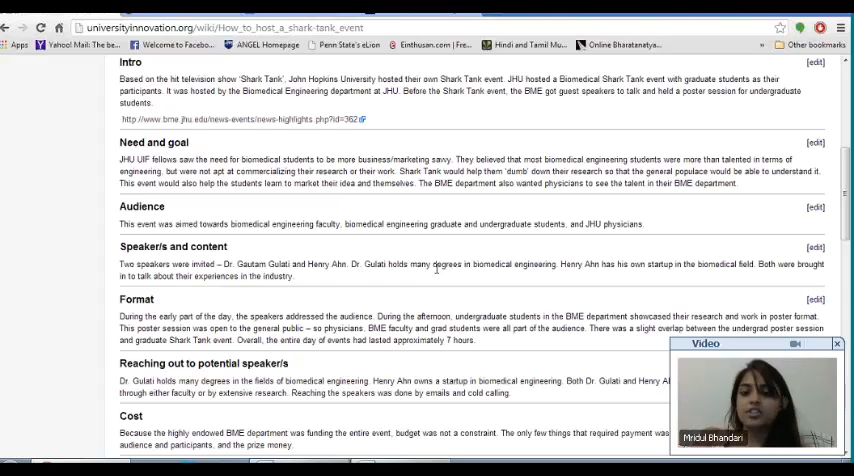 universityinnovation.org/wiki/How_to_host_a_shark-tank_event
Apps Yahoo! Mail: The be... Welcome to Facebo... ANGEL Homepage Penn State's eLion Einthusan.com | Fre... Hindi and Tamil Mu... Online Bharatanatya... » Other bookmarks
Intro [edit]
Based on the hit television show 'Shark Tank', John Hopkins University hosted their own Shark Tank event. JHU hosted a Biomedical Shark Tank event with graduate students as their
participants. It was hosted by the Biomedical Engineering department at JHU. Before the Shark Tank event, the BME got guest speakers to talk and held a poster session for undergraduate
students.
http://www.bme.jhu.edu/news-events/news-highlights.php?id=362
Need and goal [edit]
JHU UIF fellows saw the need for biomedical students to be more business/marketing savvy. They believed that most biomedical engineering students were more than talented in terms of
engineering, but were not apt at commercializing their research or their work. Shark Tank would help them 'dumb' down their research so that the general populace would be able to understand it.
This event would also help the students learn to market their idea and themselves. The BME department also wanted physicians to see the talent in their BME department.
Audience [edit]
This event was aimed towards biomedical engineering faculty, biomedical engineering graduate and undergraduate students, and JHU physicians.
Speaker/s and content [edit]
Two speakers were invited – Dr. Gautam Gulati and Henry Ahn. Dr. Gulati holds many degrees in biomedical engineering. Henry Ahn has his own startup in the biomedical field. Both were brought
in to talk about their experiences in the industry.
Format [edit]
During the early part of the day, the speakers addressed the audience. During the afternoon, undergraduate students in the BME department showcased their research and work in poster format.
This poster session was open to the general public – so physicians, BME faculty and grad students were all part of the audience. There was a slight overlap between the undergrad poster session
and graduate Shark Tank event. Overall, the entire day of events had lasted approximately 7 hours.
Video
Reaching out to potential speaker/s
Dr. Gulati holds many degrees in the fields of biomedical engineering. Henry Ahn owns a startup in biomedical engineering. Both Dr. Gulati and Henry Ah
through either faculty or by extensive research. Reaching the speakers was done by emails and cold calling.
Cost
Because the highly endowed BME department was funding the entire event, budget was not a constraint. The only few things that required payment was
audience and participants, and the prize money.
Mridul Bhandari